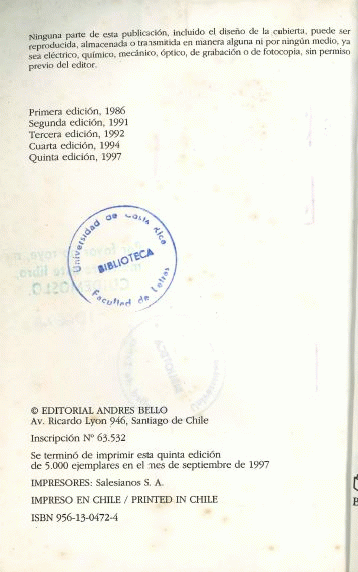 Ninguna parte de esta publicación, incluido el diseño de la cubierta, puede ser
reproducida, almacenada o transmitida en manera alguna ni por ningún medio, ya
sea eléctrico, químico, mecánico, óptico, de grabación o de fotocopia, sin permiso
previo del editor.
Primera edición, 1986
Segunda edición, 1991
Tercera edición, 1992
Cuarta edición, 1994
Quinta edición, 1997
Universidad de Costa Rica
BIBLIOTECA
Facultad de Letras
© EDITORIAL ANDRES BELLO
Av. Ricardo Lyon 946, Santiago de Chile
Inscripción Nº 63.532
Se terminó de imprimir esta quinta edición
de 5.000 ejemplares en el mes de septiembre de 1997
IMPRESORES: Salesianos S. A.
IMPRESO EN CHILE / PRINTED IN CHILE
ISBN 956-13-0472-4